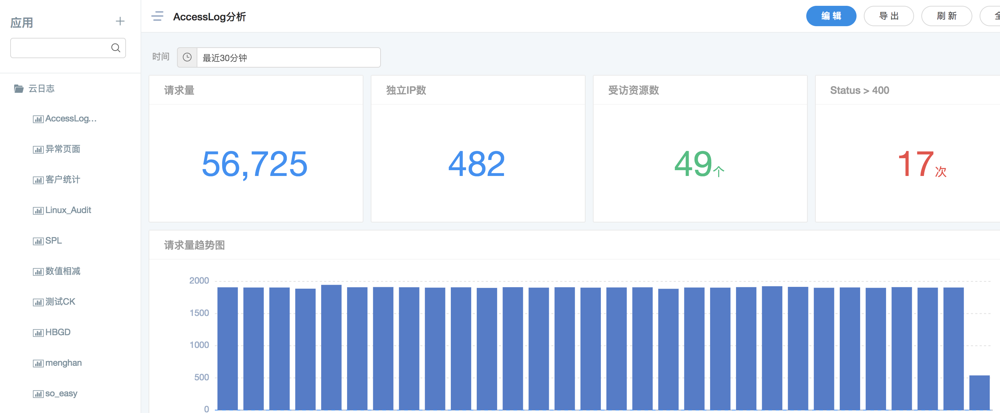 应用
云日志
AccessLog...
异常页面
客户统计
Linux_Audit
SPL
数值相减
测试CK
HBGD
menghan
so_easy
AccessLog分析
编 辑
导 出
刷 新
时间
最近30分钟
请求量
56,725
独立IP数
482
受访资源数
49个
Status > 400
17次
请求量趋势图
2000
1500
1000
500
0